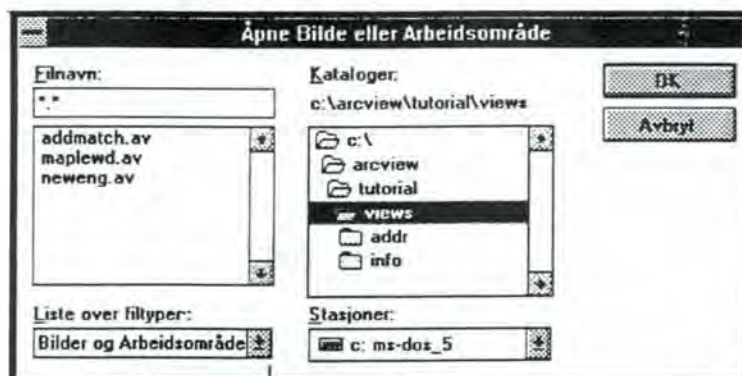 Åpne Bilde eller Arbeidsområde
Filnavn:
*.*
addmatch.av
maplewd.av
neweng.av
Liste over filtyper:
Bilder og Arbeidsområde
Kataloger:
c:\arcview\tutorial\views
c:\
arcview
tutorial
views
addr
info
Stasjoner:
c: ms-dos_5
OK
Avbryt